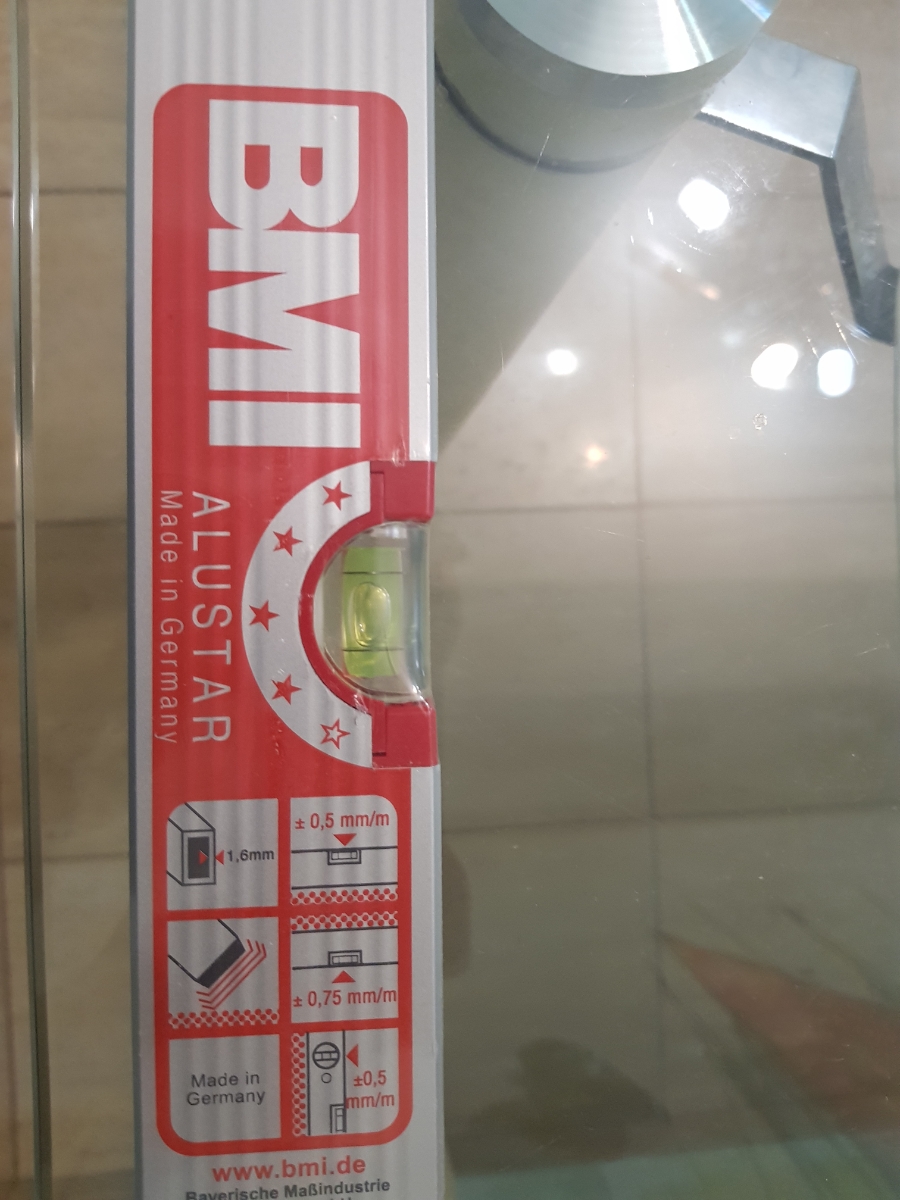 BMI
ALUSTAR
Made in Germany
1,6mm
± 0,5 mm/m
± 0,75 mm/m
Made in
Germany
±0,5
mm/m
www.bmi.de
Bayerische Maßindustrie